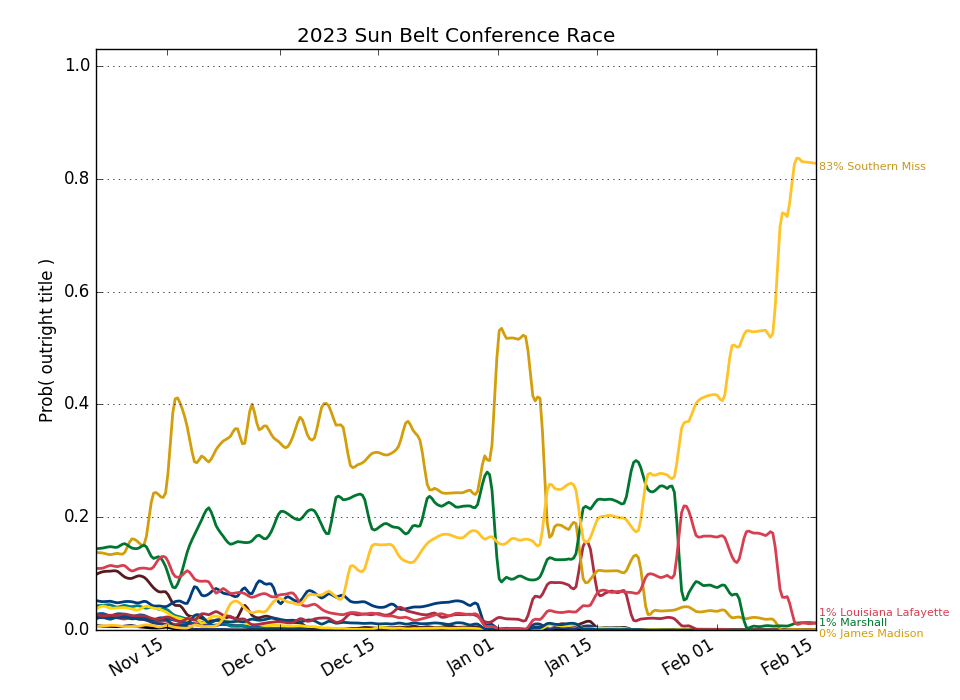 2023 Sun Belt Conference Race
Prob( outright title )
1.0
0.8
0.6
0.4
0.2
0.0
Nov 15
Dec 01
Dec 15
Jan 01
Jan 15
Feb 01
Feb 15
83% Southern Miss
1% Louisiana Lafayette
1% Marshall
0% James Madison